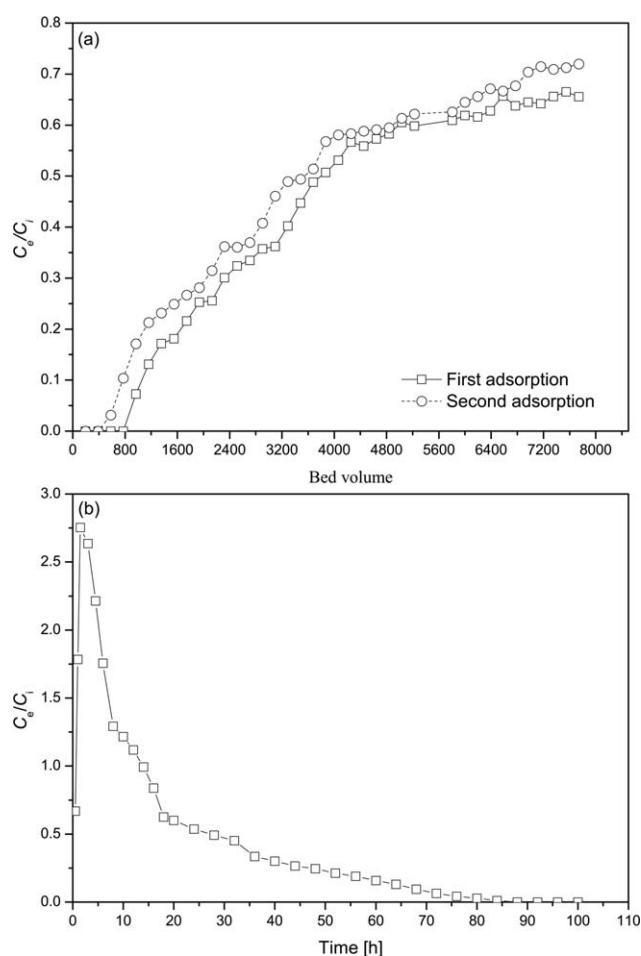 (a)
0.8
0.7
0.6
0.5
0.4
0.3
0.2
0.1
0.0
Ce/Ci
First adsorption
Second adsorption
0 800 1600 2400 3200 4000 4800 5600 6400 7200 8000
Bed volume
(b)
3.0
2.5
2.0
1.5
1.0
0.5
0.0
Ce/Ci
0 10 20 30 40 50 60 70 80 90 100 110
Time [h]